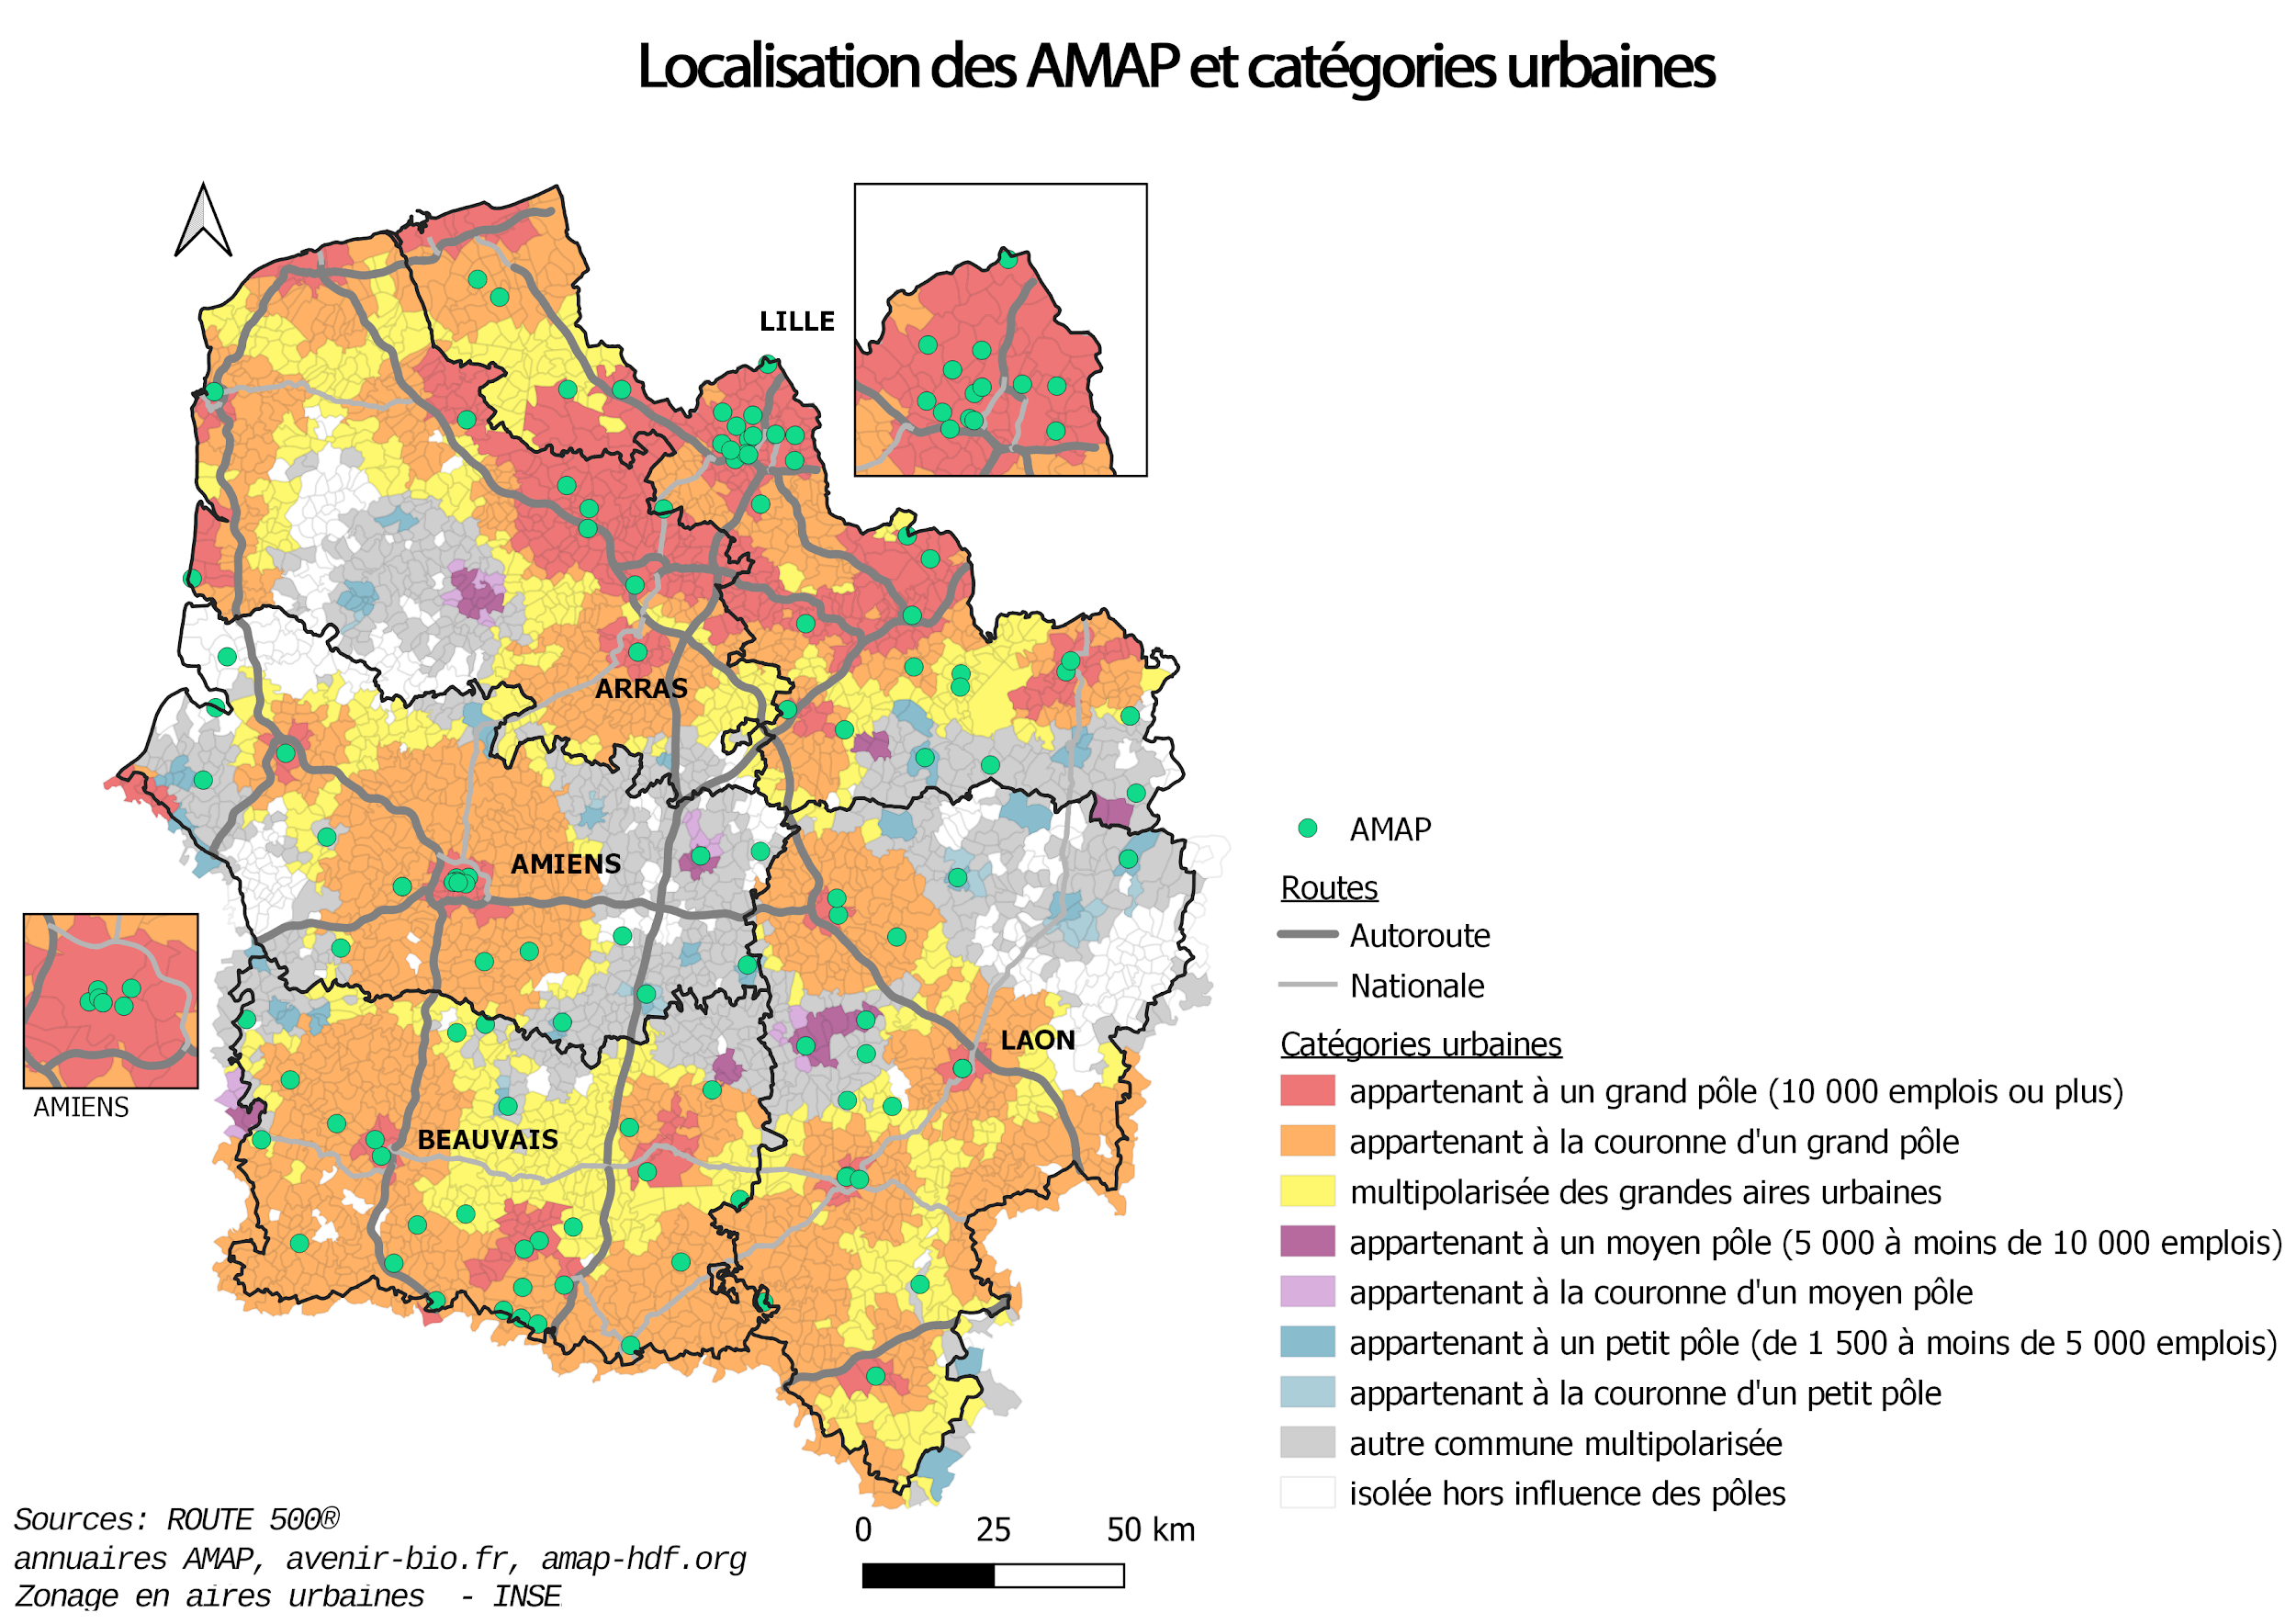 Localisation des AMAP et catégories urbaines
LILLE
ARRAS
AMIENS
LAON
BEAUVAIS
AMIENS
AMAP
Routes
Autoroute
Nationale
Catégories urbaines
appartenant à un grand pôle (10 000 emplois ou plus)
appartenant à la couronne d'un grand pôle
multipolarisée des grandes aires urbaines
appartenant à un moyen pôle (5 000 à moins de 10 000 emplois)
appartenant à la couronne d'un moyen pôle
appartenant à un petit pôle (de 1 500 à moins de 5 000 emplois)
appartenant à la couronne d'un petit pôle
autre commune multipolarisée
isolée hors influence des pôles
0 25 50 km
Sources: ROUTE 500®
annuaires AMAP, avenir-bio.fr, amap-hdf.org
Zonage en aires urbaines - INSE